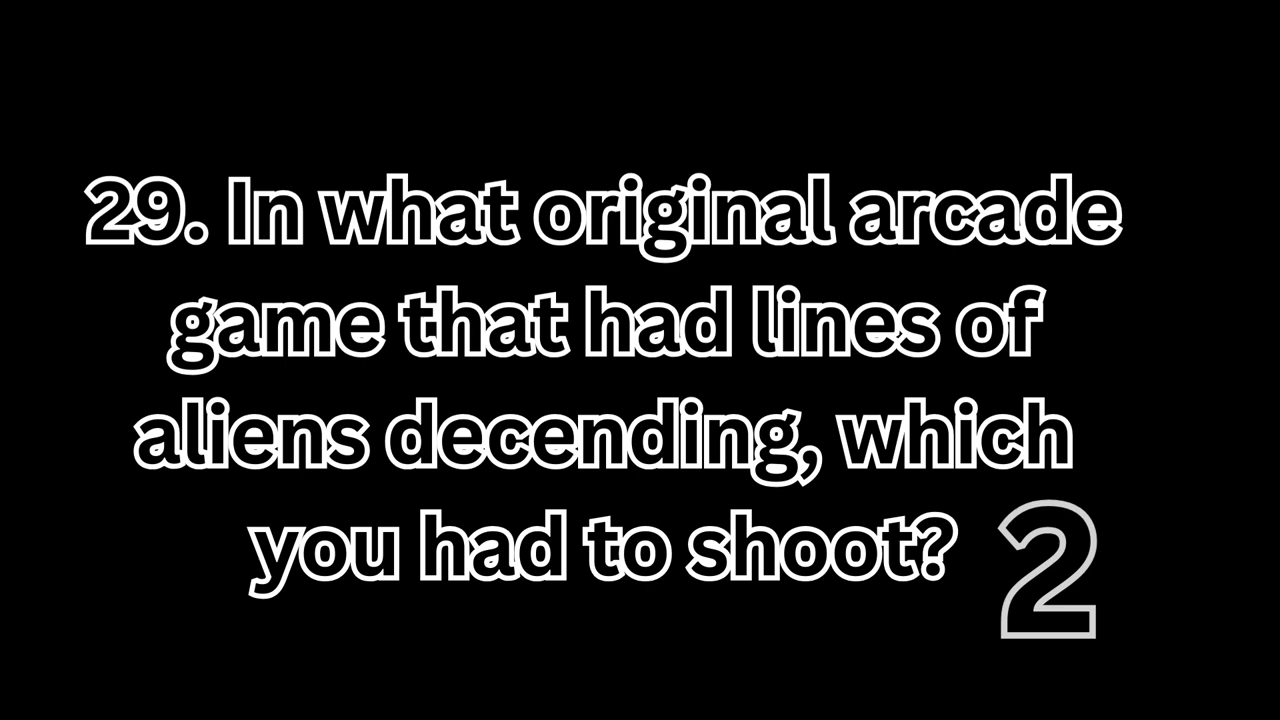 29. In what original arcade
game that had lines of
aliens decending, which
you had to shoot?
2